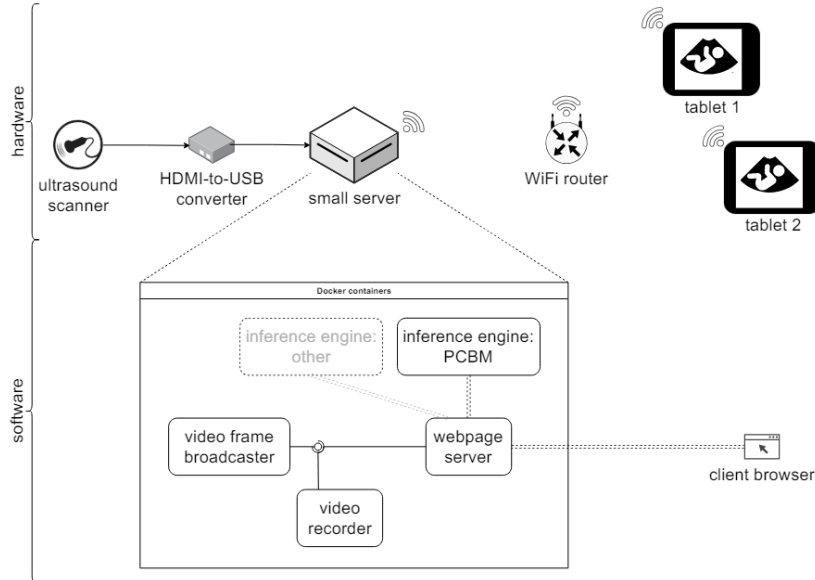 hardware
tablet 1
ultrasound
scanner
HDMI-to-USB
converter
small server
WiFi router
tablet 2
software
Docker containers
inference engine:
other
inference engine:
PCBM
video frame
broadcaster
webpage
server
video
recorder
client browser